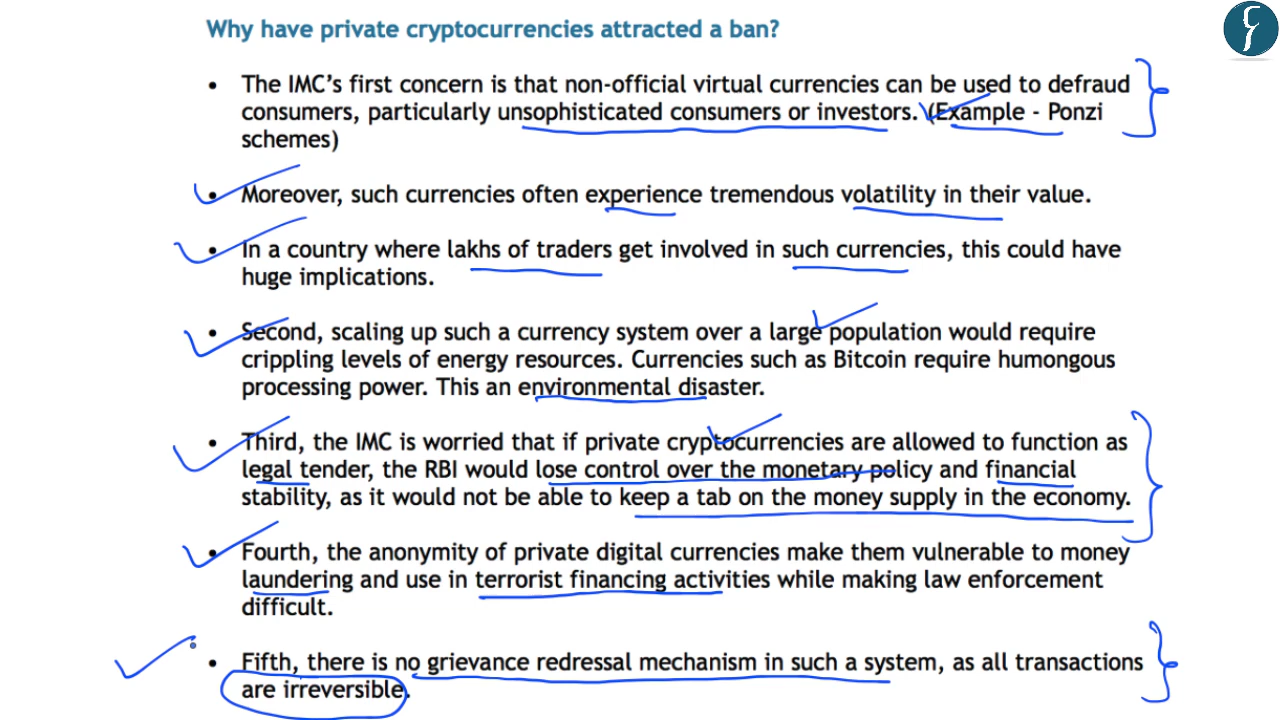 Why have private cryptocurrencies attracted a ban?
• The IMC's first concern is that non-official virtual currencies can be used to defraud
consumers, particularly unsophisticated consumers or investors. (Example - Ponzi
schemes)
• Moreover, such currencies often experience tremendous volatility in their value.
• In a country where lakhs of traders get involved in such currencies, this could have
huge implications.
• Second, scaling up such a currency system over a large population would require
crippling levels of energy resources. Currencies such as Bitcoin require humongous
processing power. This an environmental disaster.
• Third, the IMC is worried that if private cryptocurrencies are allowed to function as
legal tender, the RBI would lose control over the monetary policy and financial
stability, as it would not be able to keep a tab on the money supply in the economy.
• Fourth, the anonymity of private digital currencies make them vulnerable to money
laundering and use in terrorist financing activities while making law enforcement
difficult.
• Fifth, there is no grievance redressal mechanism in such a system, as all transactions
are irreversible.